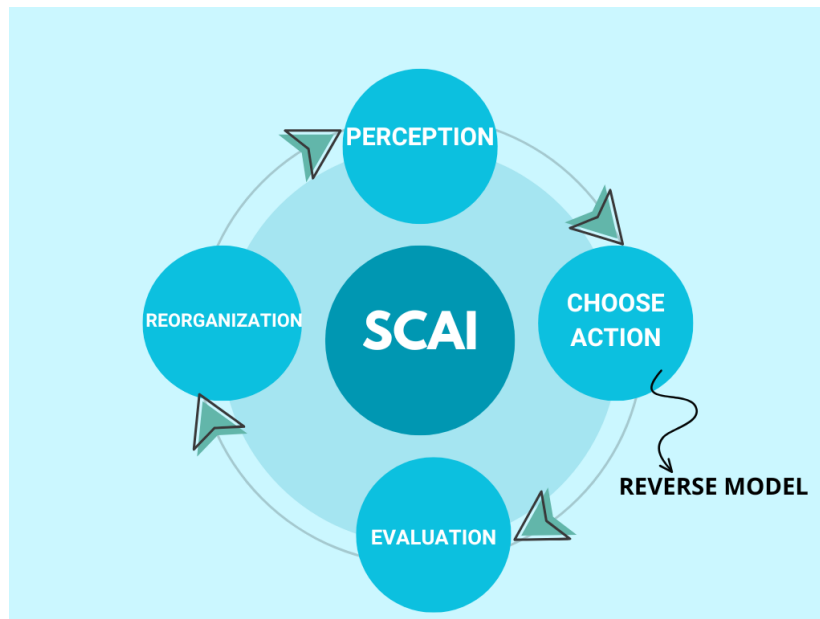 PERCEPTION
CHOOSE
ACTION
REORGANIZATION
SCAI
REVERSE MODEL
EVALUATION